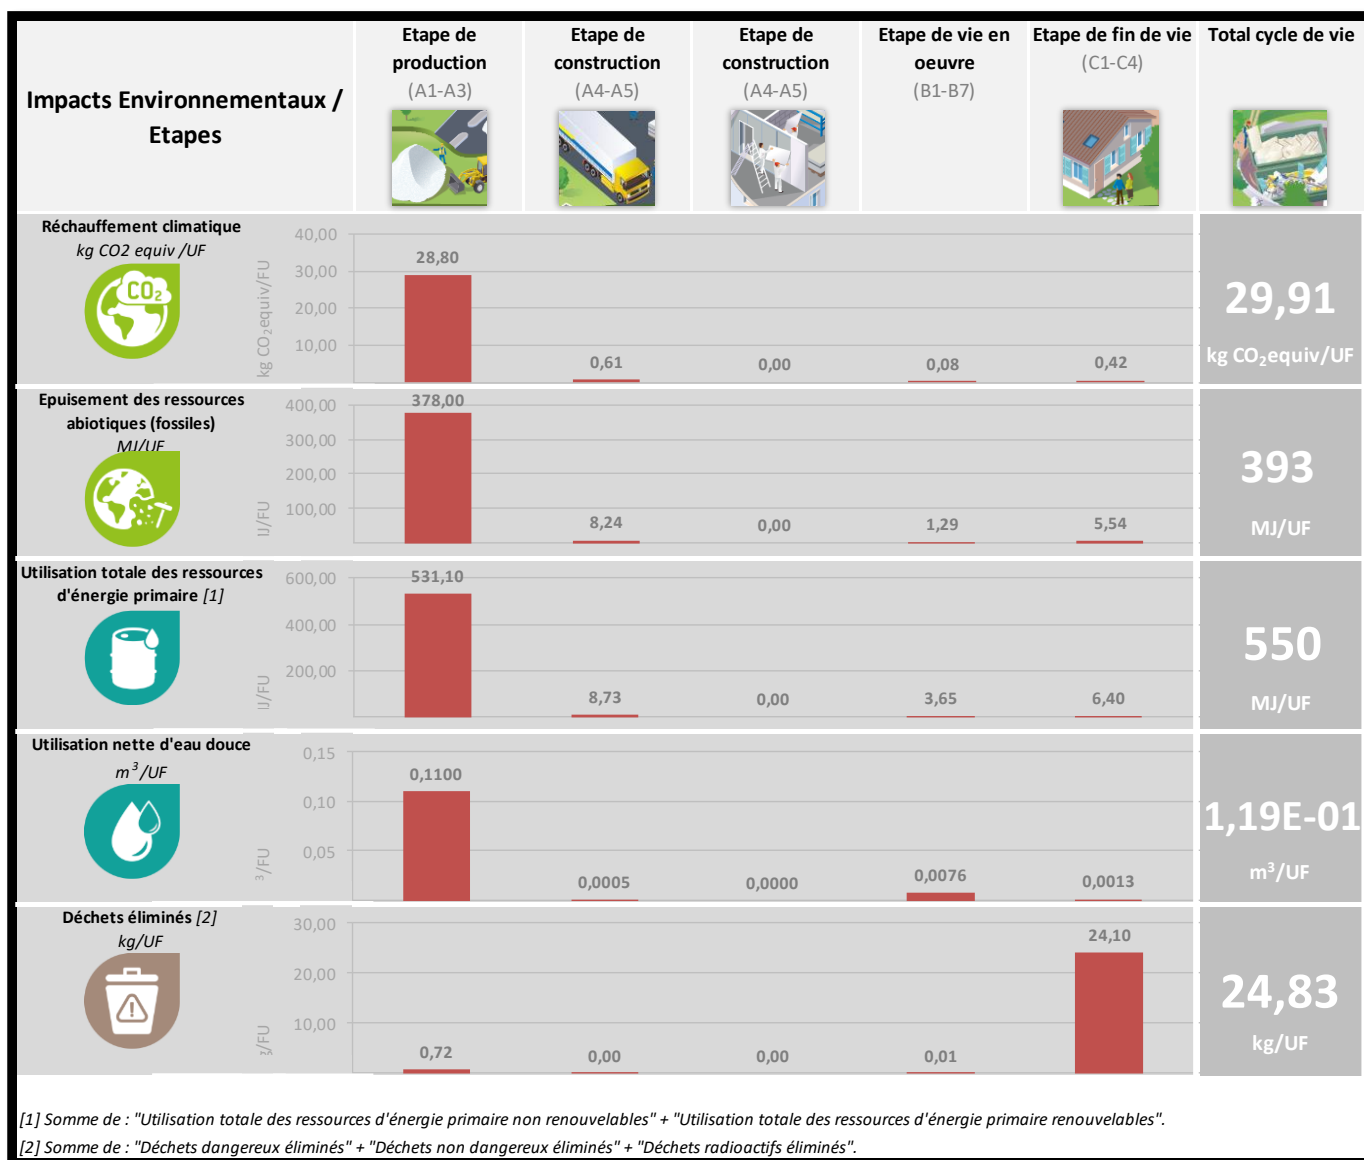 Impacts Environnementaux /
Etapes
Etape de
production
(A1-A3)
Etape de
construction
(A4-A5)
Etape de
construction
(A4-A5)
Etape de vie en
oeuvre
(B1-B7)
Etape de fin de vie
(C1-C4)
Total cycle de vie
Réchauffement climatique
kg CO2 equiv /UF
CO2
kg CO2equiv/FU
40,00
30,00
20,00
10,00
28,80
0,61
0,00
0,08
0,42
29,91
kg CO2equiv/UF
Epuisement des ressources
abiotiques (fossiles)
MJ/UF
/FU
400,00
300,00
200,00
100,00
378,00
8,24
0,00
1,29
5,54
393
MJ/UF
Utilisation totale des ressources
d'énergie primaire [1]
/FU
600,00
400,00
200,00
531,10
8,73
0,00
3,65
6,40
550
MJ/UF
Utilisation nette d'eau douce
m³/UF
³/FU
0,15
0,10
0,05
0,1100
0,0005
0,0000
0,0076
0,0013
1,19E-01
m³/UF
Déchets éliminés [2]
kg/UF
/FU
30,00
20,00
10,00
0,72
0,00
0,00
0,01
24,10
24,83
kg/UF
[1] Somme de : "Utilisation totale des ressources d'énergie primaire non renouvelables" + "Utilisation totale des ressources d'énergie primaire renouvelables".
[2] Somme de : "Déchets dangereux éliminés" + "Déchets non dangereux éliminés" + "Déchets radioactifs éliminés".